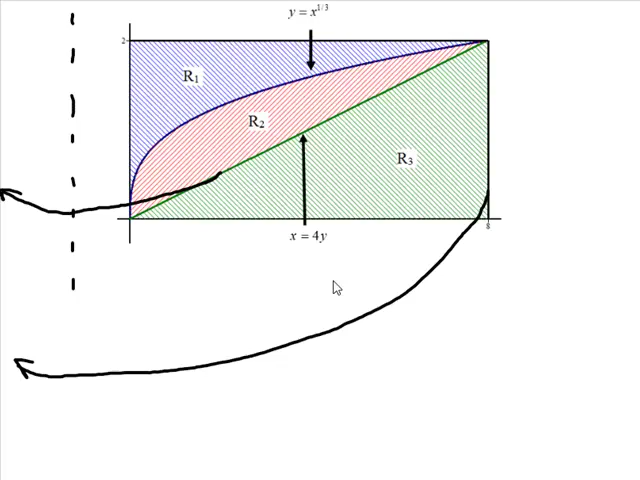 y = x^{1/3}
2
R₁
R₂
R₃
8
x = 4y